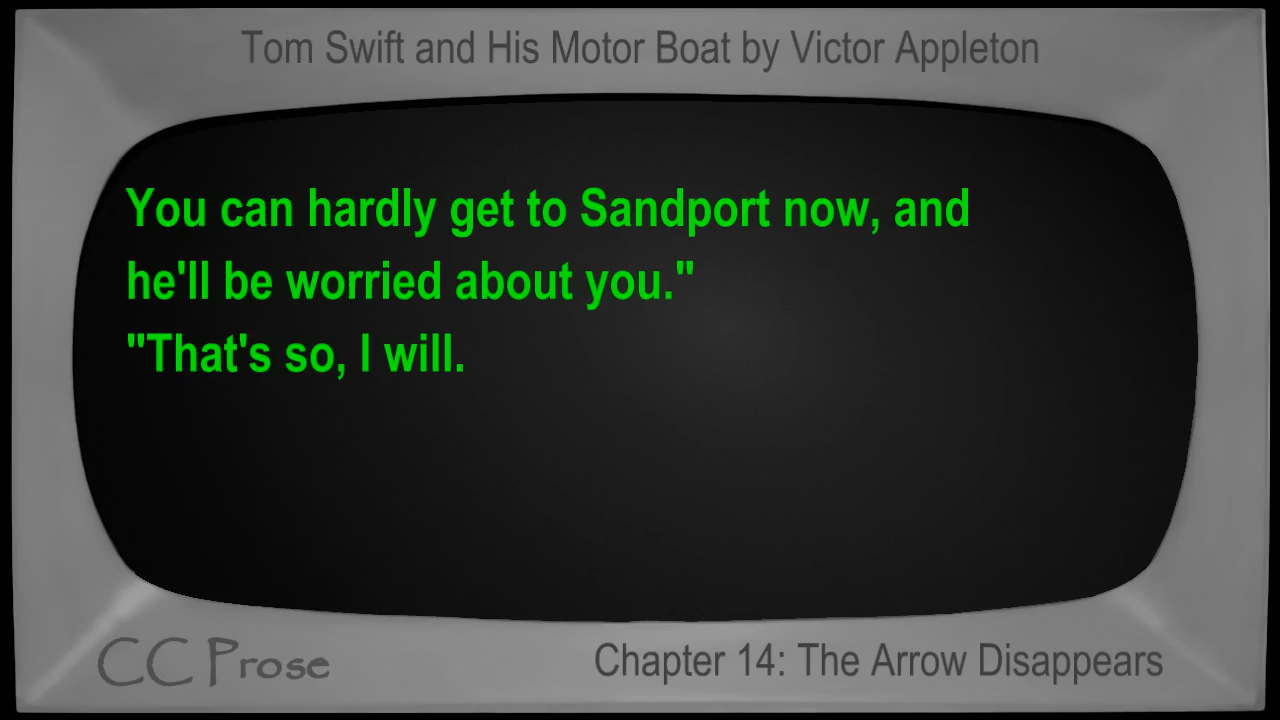 Tom Swift and His Motor Boat by Victor Appleton
You can hardly get to Sandport now, and
he'll be worried about you."
"That's so, I will.
CC Prose
Chapter 14: The Arrow Disappears